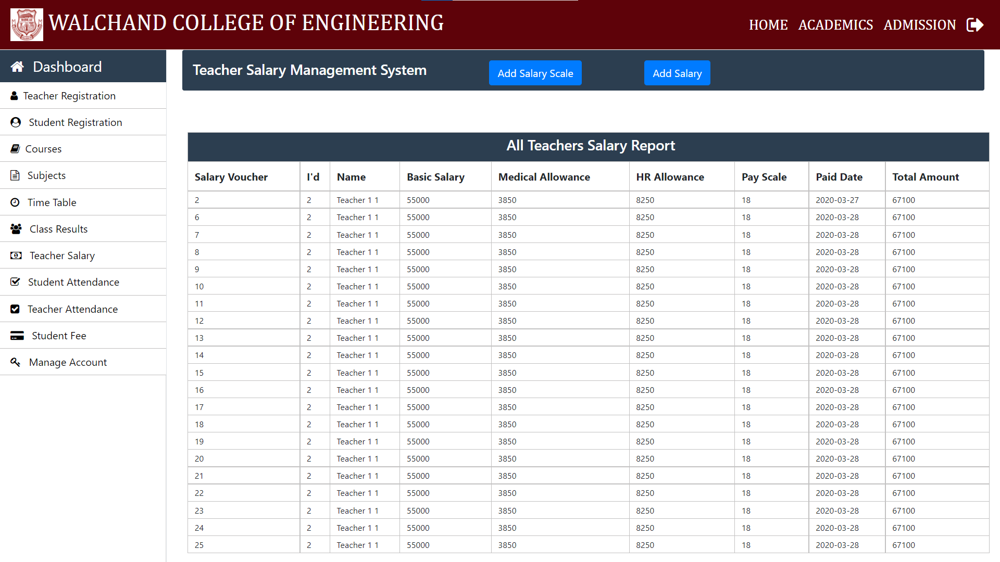 WALCHAND COLLEGE OF ENGINEERING
HOME ACADEMICS ADMISSION
Dashboard
Teacher Registration
Student Registration
Courses
Subjects
Time Table
Class Results
Teacher Salary
Student Attendance
Teacher Attendance
Student Fee
Manage Account
Teacher Salary Management System Add Salary Scale Add Salary
All Teachers Salary Report
Salary Voucher I'd Name Basic Salary Medical Allowance HR Allowance Pay Scale Paid Date Total Amount
2 2 Teacher 1 1 55000 3850 8250 18 2020-03-27 67100
6 2 Teacher 1 1 55000 3850 8250 18 2020-03-28 67100
7 2 Teacher 1 1 55000 3850 8250 18 2020-03-28 67100
8 2 Teacher 1 1 55000 3850 8250 18 2020-03-28 67100
9 2 Teacher 1 1 55000 3850 8250 18 2020-03-28 67100
10 2 Teacher 1 1 55000 3850 8250 18 2020-03-28 67100
11 2 Teacher 1 1 55000 3850 8250 18 2020-03-28 67100
12 2 Teacher 1 1 55000 3850 8250 18 2020-03-28 67100
13 2 Teacher 1 1 55000 3850 8250 18 2020-03-28 67100
14 2 Teacher 1 1 55000 3850 8250 18 2020-03-28 67100
15 2 Teacher 1 1 55000 3850 8250 18 2020-03-28 67100
16 2 Teacher 1 1 55000 3850 8250 18 2020-03-28 67100
17 2 Teacher 1 1 55000 3850 8250 18 2020-03-28 67100
18 2 Teacher 1 1 55000 3850 8250 18 2020-03-28 67100
19 2 Teacher 1 1 55000 3850 8250 18 2020-03-28 67100
20 2 Teacher 1 1 55000 3850 8250 18 2020-03-28 67100
21 2 Teacher 1 1 55000 3850 8250 18 2020-03-28 67100
22 2 Teacher 1 1 55000 3850 8250 18 2020-03-28 67100
23 2 Teacher 1 1 55000 3850 8250 18 2020-03-28 67100
24 2 Teacher 1 1 55000 3850 8250 18 2020-03-28 67100
25 2 Teacher 1 1 55000 3850 8250 18 2020-03-28 67100